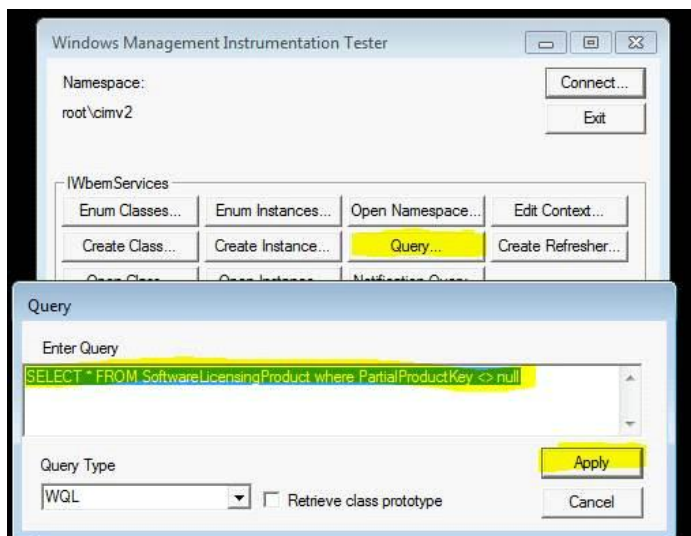 Windows Management Instrumentation Tester
Namespace:
Connect...
root\cimv2
Exit
IWbemServices
Enum Classes... Enum Instances... Open Namespace... Edit Context...
Create Class... Create Instance... Query... Create Refresher...
Query
Enter Query
SELECT * FROM SoftwareLicensingProduct where PartialProductKey <> null
Query Type
Apply
WQL
Retrieve class prototype
Cancel